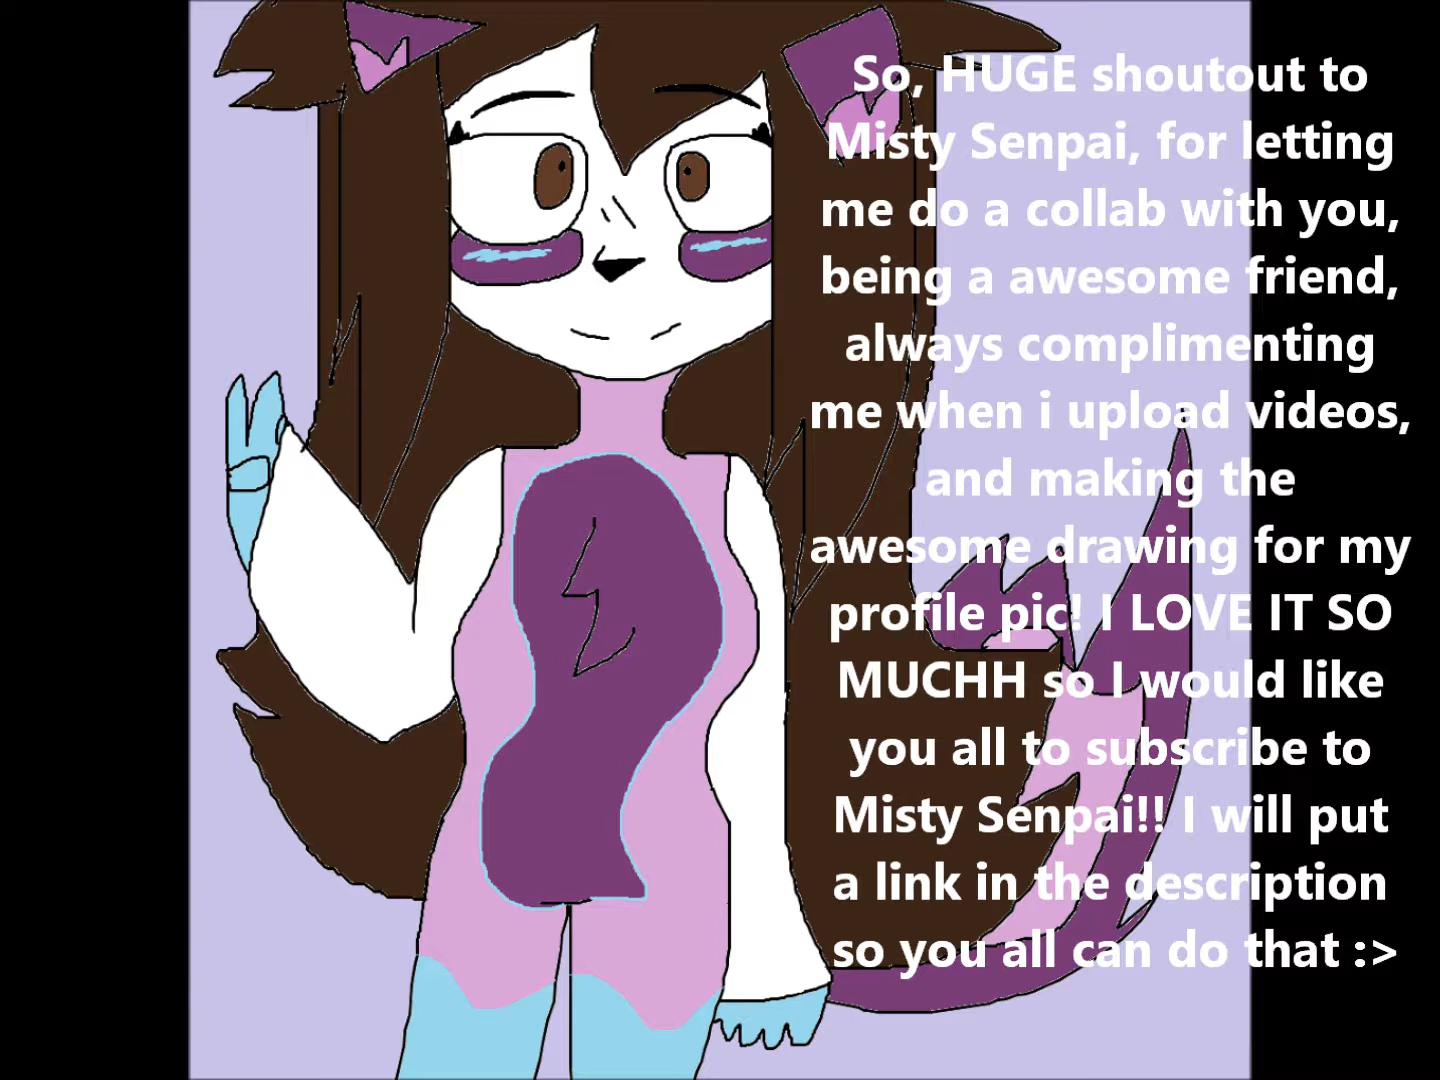 So, HUGE shoutout to
Misty Senpai, for letting
me do a collab with you,
being a awesome friend,
always complimenting
me when i upload videos,
and making the
awesome drawing for my
profile pic! I LOVE IT SO
MUCHH so I would like
you all to subscribe to
Misty Senpai!! I will put
a link in the description
so you all can do that :>